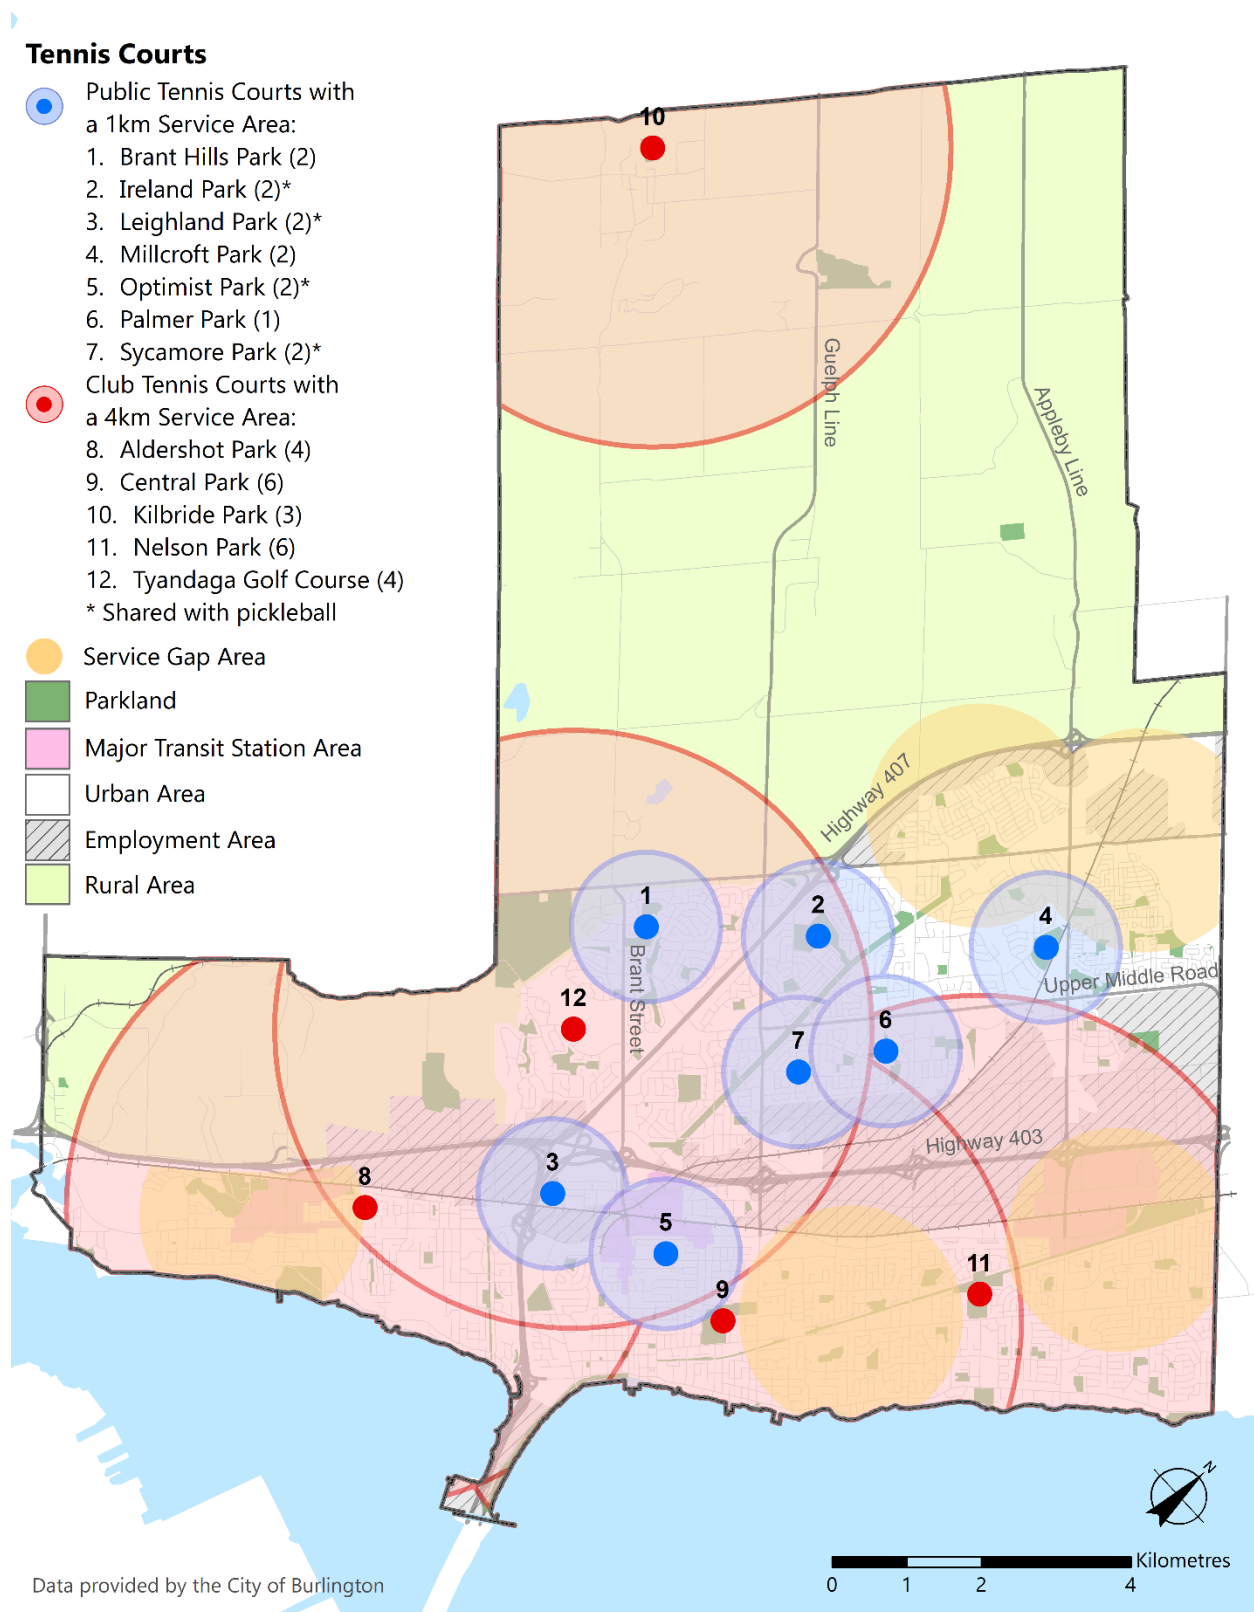 Tennis Courts
Public Tennis Courts with
a 1km Service Area:
1. Brant Hills Park (2)
2. Ireland Park (2)*
3. Leighland Park (2)*
4. Millcroft Park (2)
5. Optimist Park (2)*
6. Palmer Park (1)
7. Sycamore Park (2)*
Club Tennis Courts with
a 4km Service Area:
8. Aldershot Park (4)
9. Central Park (6)
10. Kilbride Park (3)
11. Nelson Park (6)
12. Tyandaga Golf Course (4)
* Shared with pickleball
Service Gap Area
Parkland
Major Transit Station Area
Urban Area
Employment Area
Rural Area
10
Guelph Line
Appleby Line
Highway 407
1
2
4
Brant Street
Upper Middle Road
12
6
7
Highway 403
3
8
5
11
9
N
Kilometres
0 1 2 4
Data provided by the City of Burlington